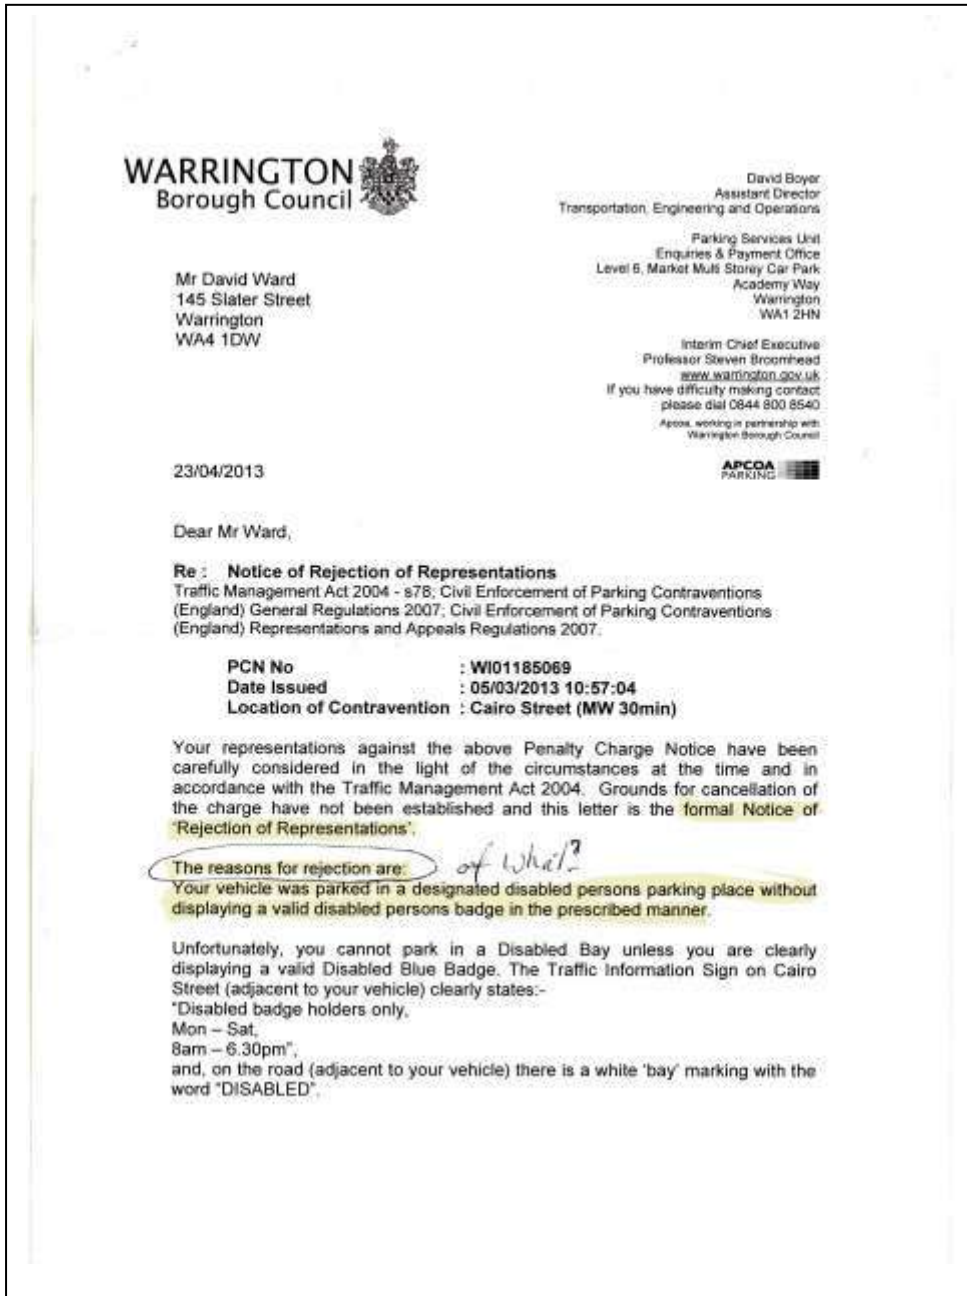 WARRINGTON
Borough Council
David Boyer
Assistant Director
Transportation, Engineering and Operations
Parking Services Unit
Enquiries & Payment Office
Level 6, Market Multi Storey Car Park
Academy Way
Warrington
WA1 2HN
Mr David Ward
145 Slater Street
Warrington
WA4 1DW
Interim Chief Executive
Professor Steven Broomhead
www.warrington.gov.uk
If you have difficulty making contact
please dial 0844 800 8540
Apcoa, working in partnership with
Warrington Borough Council
APCOA
PARKING
23/04/2013
Dear Mr Ward,
Re : Notice of Rejection of Representations
Traffic Management Act 2004 - s78; Civil Enforcement of Parking Contraventions
(England) General Regulations 2007; Civil Enforcement of Parking Contraventions
(England) Representations and Appeals Regulations 2007.
PCN No : WI01185069
Date Issued : 05/03/2013 10:57:04
Location of Contravention : Cairo Street (MW 30min)
Your representations against the above Penalty Charge Notice have been
carefully considered in the light of the circumstances at the time and in
accordance with the Traffic Management Act 2004. Grounds for cancellation of
the charge have not been established and this letter is the formal Notice of
'Rejection of Representations'.
The reasons for rejection are: of what?
Your vehicle was parked in a designated disabled persons parking place without
displaying a valid disabled persons badge in the prescribed manner.
Unfortunately, you cannot park in a Disabled Bay unless you are clearly
displaying a valid Disabled Blue Badge. The Traffic Information Sign on Cairo
Street (adjacent to your vehicle) clearly states:-
"Disabled badge holders only,
Mon – Sat,
8am – 6.30pm",
and, on the road (adjacent to your vehicle) there is a white 'bay' marking with the
word "DISABLED".